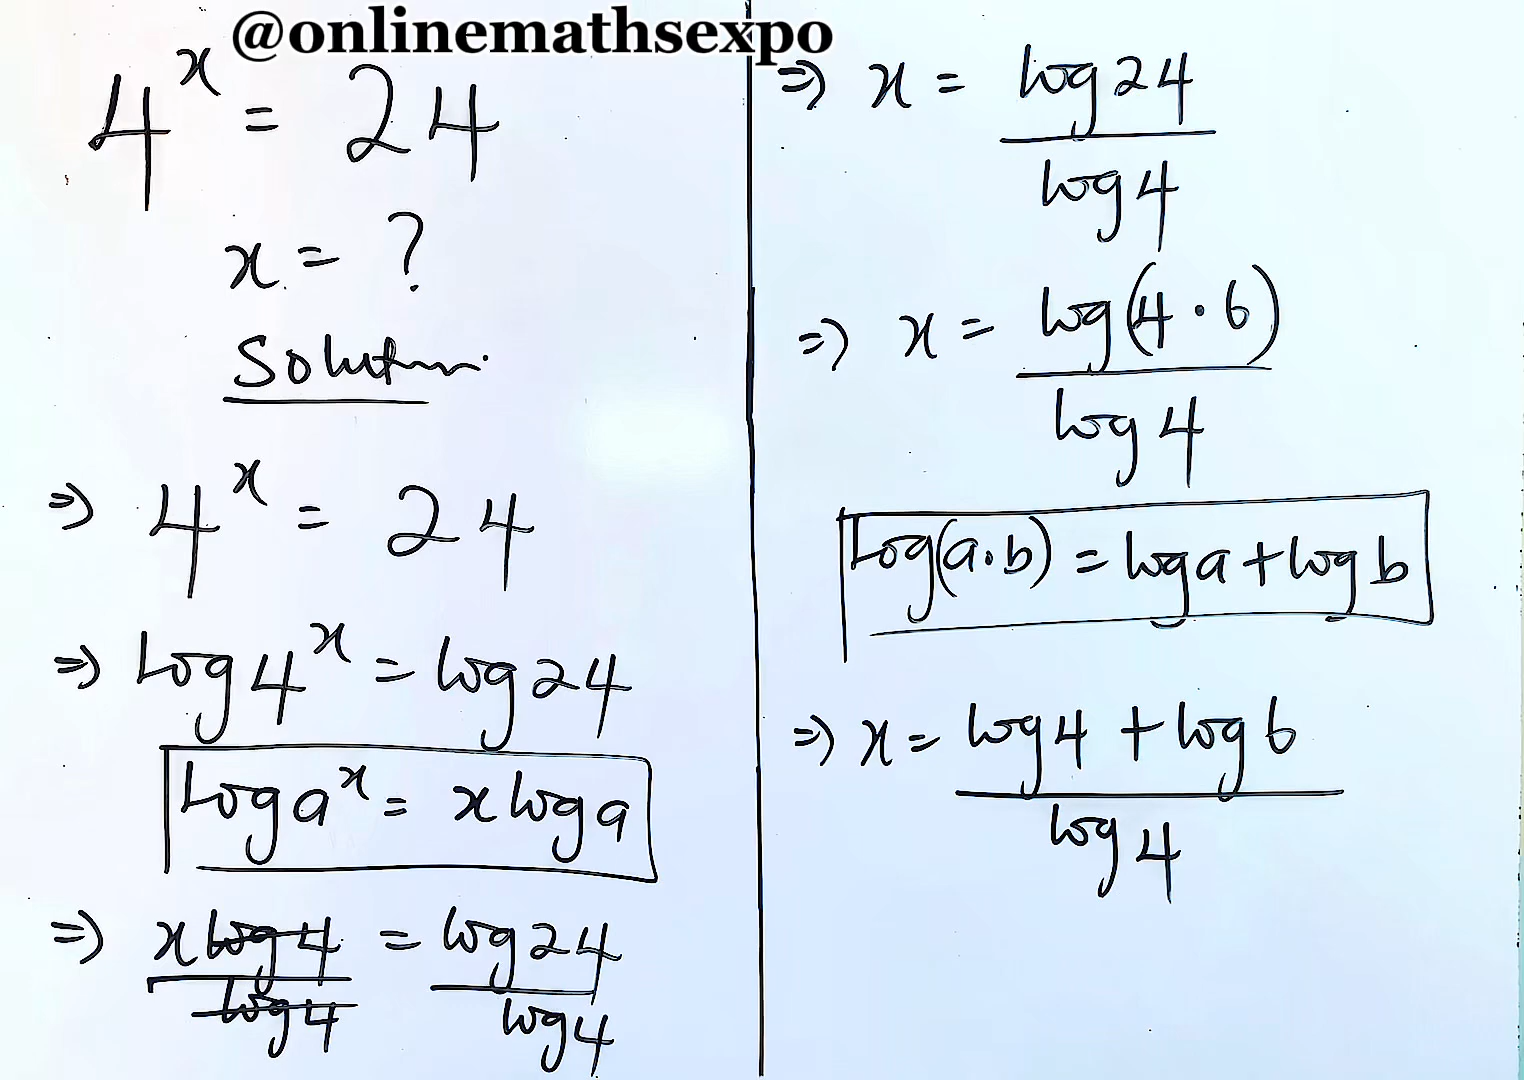 @onlinemathsexpo
4^x = 24
x = ?
Solution
=> 4^x = 24
=> Log 4^x = log 24
Log a^x = x log a
=> x log 4 = log 24
log 4 log 4
=> x = log 24
log 4
=> x = log(4 · 6)
log 4
Log(a·b) = log a + log b
=> x = log 4 + log 6
log 4